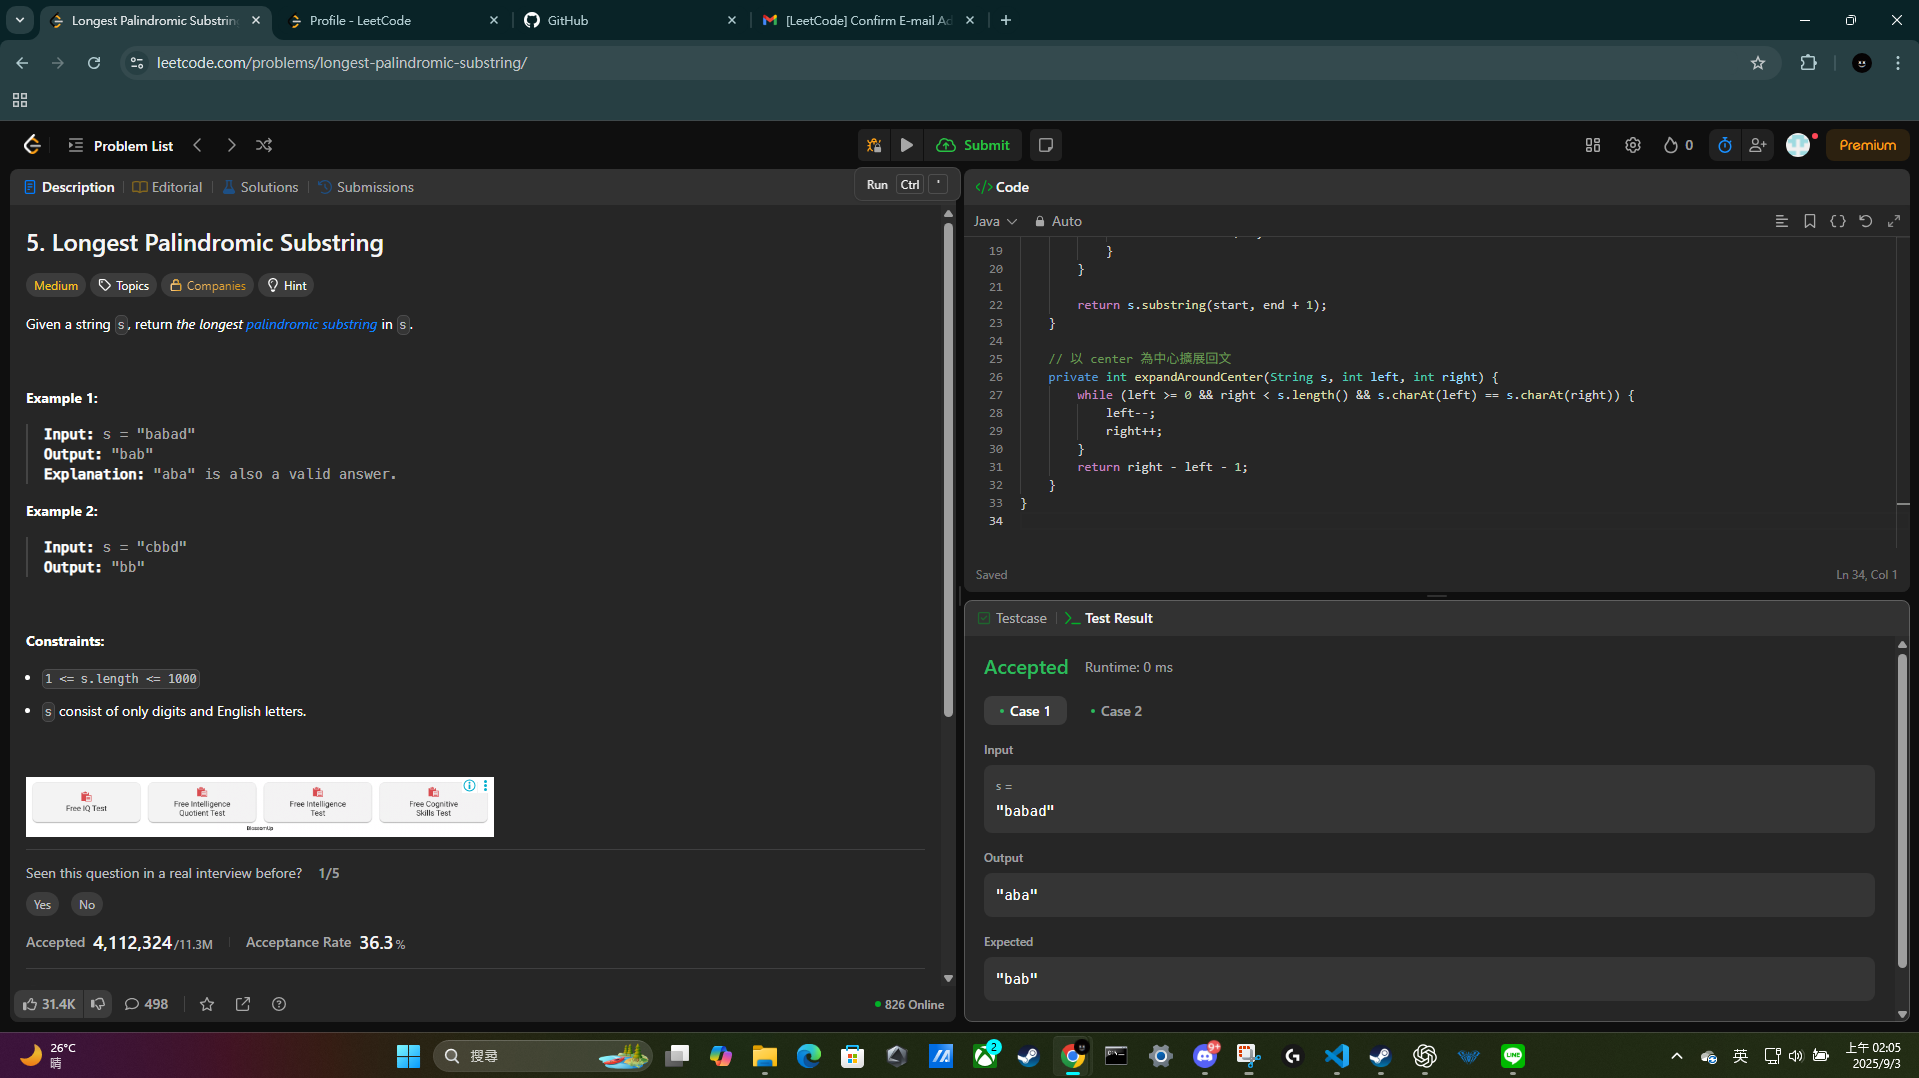 Longest Palindromic Substrin
Profile - LeetCode
GitHub
[LeetCode] Confirm E-mail Ad
leetcode.com/problems/longest-palindromic-substring/
Problem List
Submit
0
Premium
Description
Editorial
Solutions
Submissions
Run Ctrl '
5. Longest Palindromic Substring
Medium
Topics
Companies
Hint
Given a string s, return the longest palindromic substring in s.
Example 1:
Input: s = "babad"
Output: "bab"
Explanation: "aba" is also a valid answer.
Example 2:
Input: s = "cbbd"
Output: "bb"
Constraints:
1 <= s.length <= 1000
s consist of only digits and English letters.
Free IQ Test
Free Intelligence
Quotient Test
Free Intelligence
Test
Free Cognitive
Skills Test
BlossomUp
Seen this question in a real interview before? 1/5
Yes
No
Accepted 4,112,324/11.3M
Acceptance Rate 36.3 %
31.4K
498
826 Online
</> Code
Java
Auto
19 }
20 }
21
22 return s.substring(start, end + 1);
23 }
24
25 // 以 center 為中心擴展回文
26 private int expandAroundCenter(String s, int left, int right) {
27 while (left >= 0 && right < s.length() && s.charAt(left) == s.charAt(right)) {
28 left--;
29 right++;
30 }
31 return right - left - 1;
32 }
33 }
34
Saved
Ln 34, Col 1
Testcase
Test Result
Accepted
Runtime: 0 ms
Case 1
Case 2
Input
s =
"babad"
Output
"aba"
Expected
"bab"
26°C
晴
搜尋
2
9+
LINE
英
上午 02:05
2025/9/3